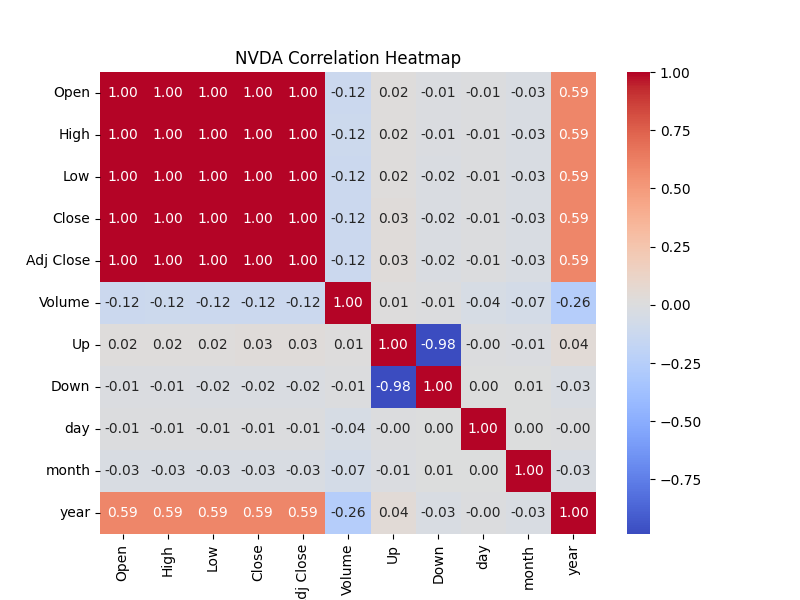 NVDA Correlation Heatmap
Open 1.00 1.00 1.00 1.00 1.00 -0.12 0.02 -0.01 -0.01 -0.03 0.59
High 1.00 1.00 1.00 1.00 1.00 -0.12 0.02 -0.01 -0.01 -0.03 0.59
Low 1.00 1.00 1.00 1.00 1.00 -0.12 0.02 -0.02 -0.01 -0.03 0.59
Close 1.00 1.00 1.00 1.00 1.00 -0.12 0.03 -0.02 -0.01 -0.03 0.59
Adj Close 1.00 1.00 1.00 1.00 1.00 -0.12 0.03 -0.02 -0.01 -0.03 0.59
Volume -0.12 -0.12 -0.12 -0.12 -0.12 1.00 0.01 -0.01 -0.04 -0.07 -0.26
Up 0.02 0.02 0.02 0.03 0.03 0.01 1.00 -0.98 -0.00 -0.01 0.04
Down -0.01 -0.01 -0.02 -0.02 -0.02 -0.01 -0.98 1.00 0.00 0.01 -0.03
day -0.01 -0.01 -0.01 -0.01 -0.01 -0.04 -0.00 0.00 1.00 0.00 -0.00
month -0.03 -0.03 -0.03 -0.03 -0.03 -0.07 -0.01 0.01 0.00 1.00 -0.03
year 0.59 0.59 0.59 0.59 0.59 -0.26 0.04 -0.03 -0.00 -0.03 1.00
Open High Low Close dj Close Volume Up Down day month year
1.00
0.75
0.50
0.25
0.00
−0.25
−0.50
−0.75